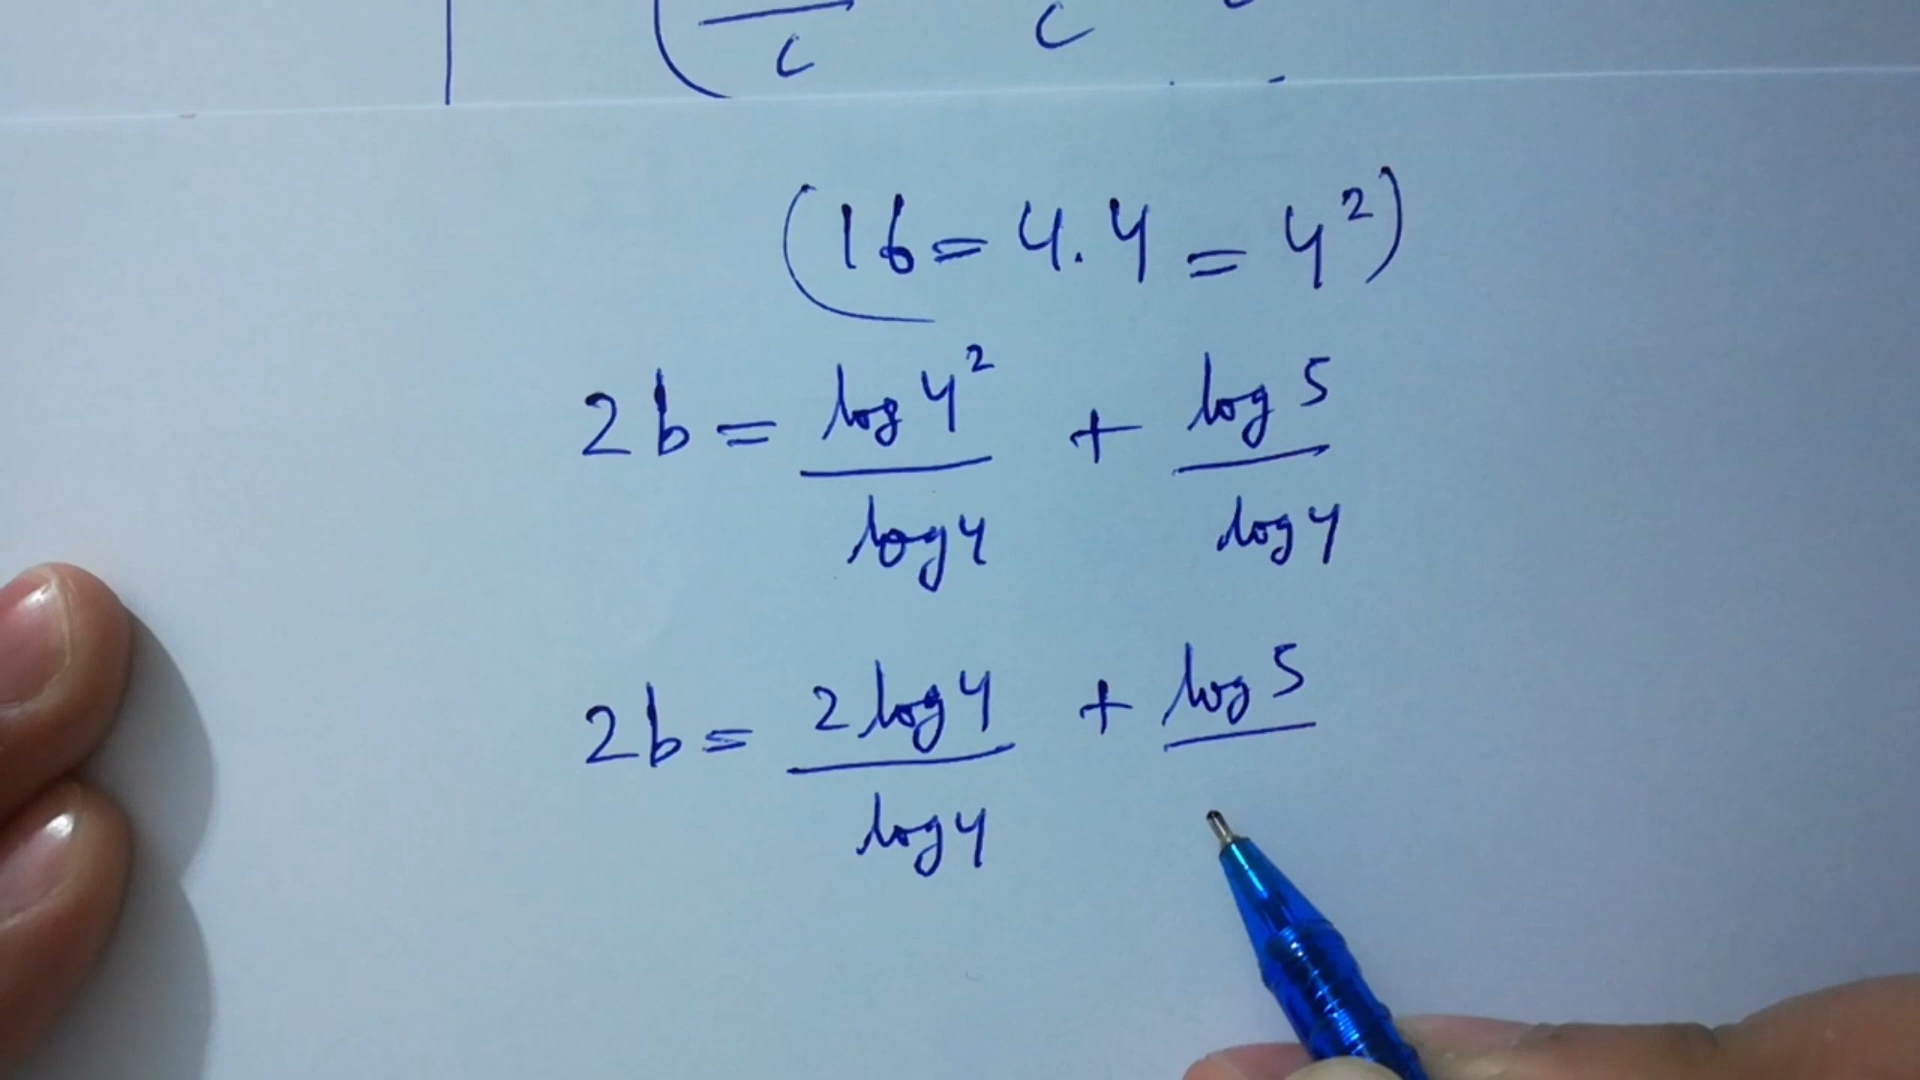 c c
(16 = 4.4 = 4²)
2b = log 4² / log 4 + log 5 / log 4
2b = 2 log 4 / log 4 + log 5